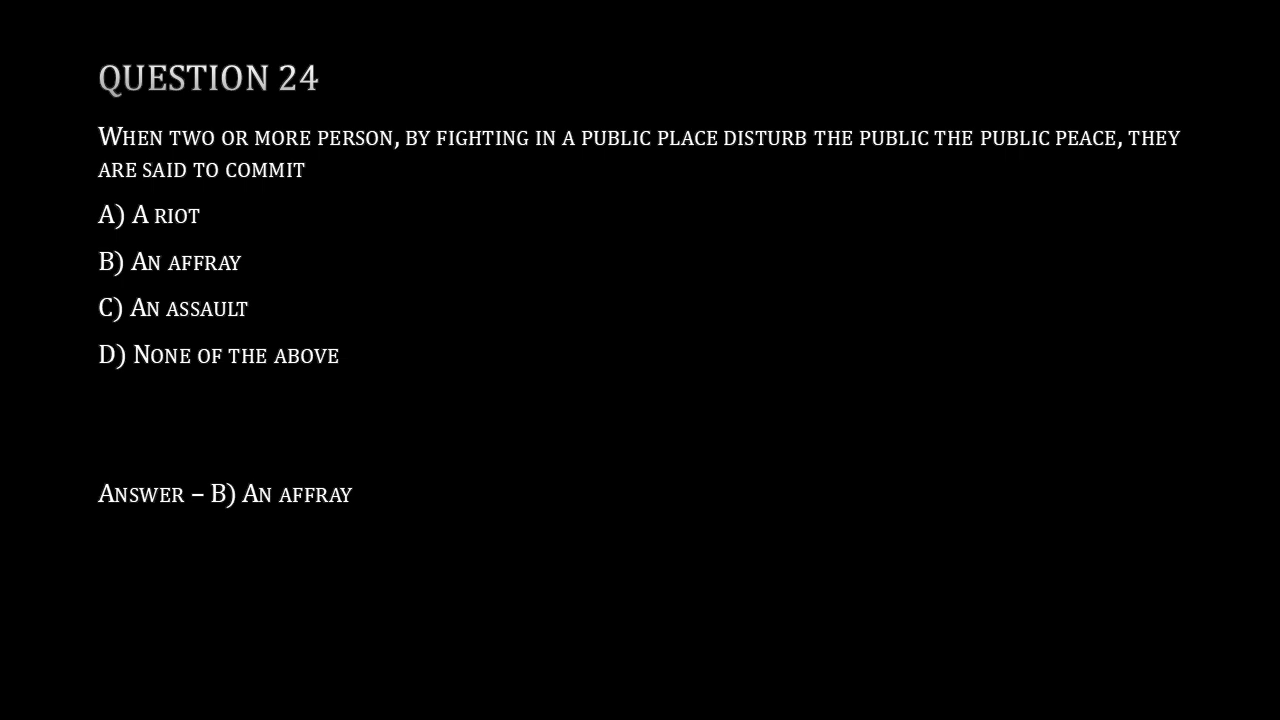 QUESTION 24
WHEN TWO OR MORE PERSON, BY FIGHTING IN A PUBLIC PLACE DISTURB THE PUBLIC THE PUBLIC PEACE, THEY
ARE SAID TO COMMIT
A) A RIOT
B) AN AFFRAY
C) AN ASSAULT
D) NONE OF THE ABOVE
ANSWER – B) AN AFFRAY